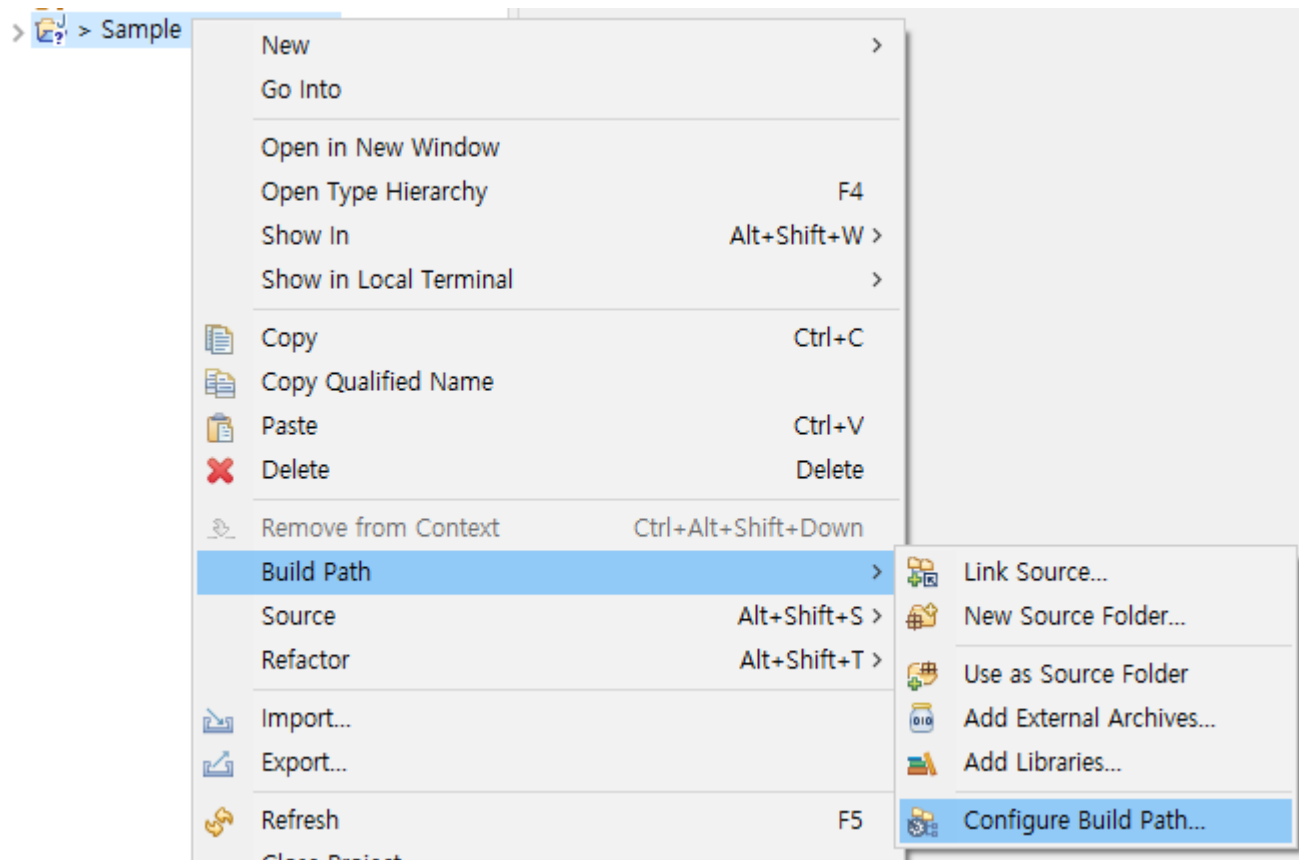 > Sample
New
Go Into
Open in New Window
Open Type Hierarchy F4
Show In Alt+Shift+W >
Show in Local Terminal
Copy Ctrl+C
Copy Qualified Name
Paste Ctrl+V
Delete Delete
Remove from Context Ctrl+Alt+Shift+Down
Build Path
Source Alt+Shift+S >
Refactor Alt+Shift+T >
Import...
Export...
Refresh F5
Close Project
Link Source...
New Source Folder...
Use as Source Folder
Add External Archives...
Add Libraries...
Configure Build Path...